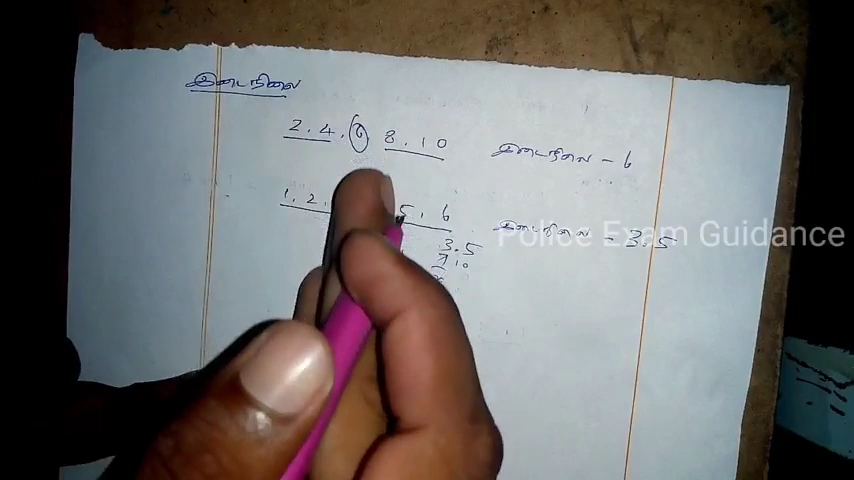 இடைநிலை
2. 4. 6 8. 10 இடைநிலை - 6
1. 2. 5. 6 இடைநிலை - 3.5
3.5
Police Exam Guidance